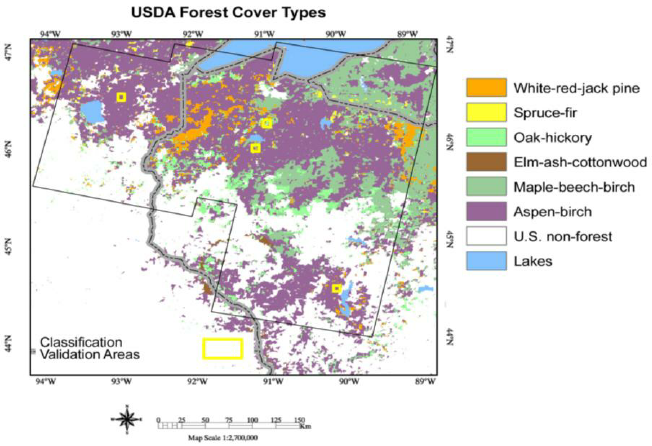 USDA Forest Cover Types
94°W 93°W 92°W 91°W 90°W 89°W
47°N 47°N
46°N 46°N
45°N 45°N
44°N 44°N
White-red-jack pine
Spruce-fir
Oak-hickory
Elm-ash-cottonwood
Maple-beech-birch
Aspen-birch
U.S. non-forest
Lakes
Classification
Validation Areas
94°W 93°W 92°W 91°W 90°W 89°W
0 12.5 25 50 75 100 125 150
Km
Map Scale 1:2,700,000